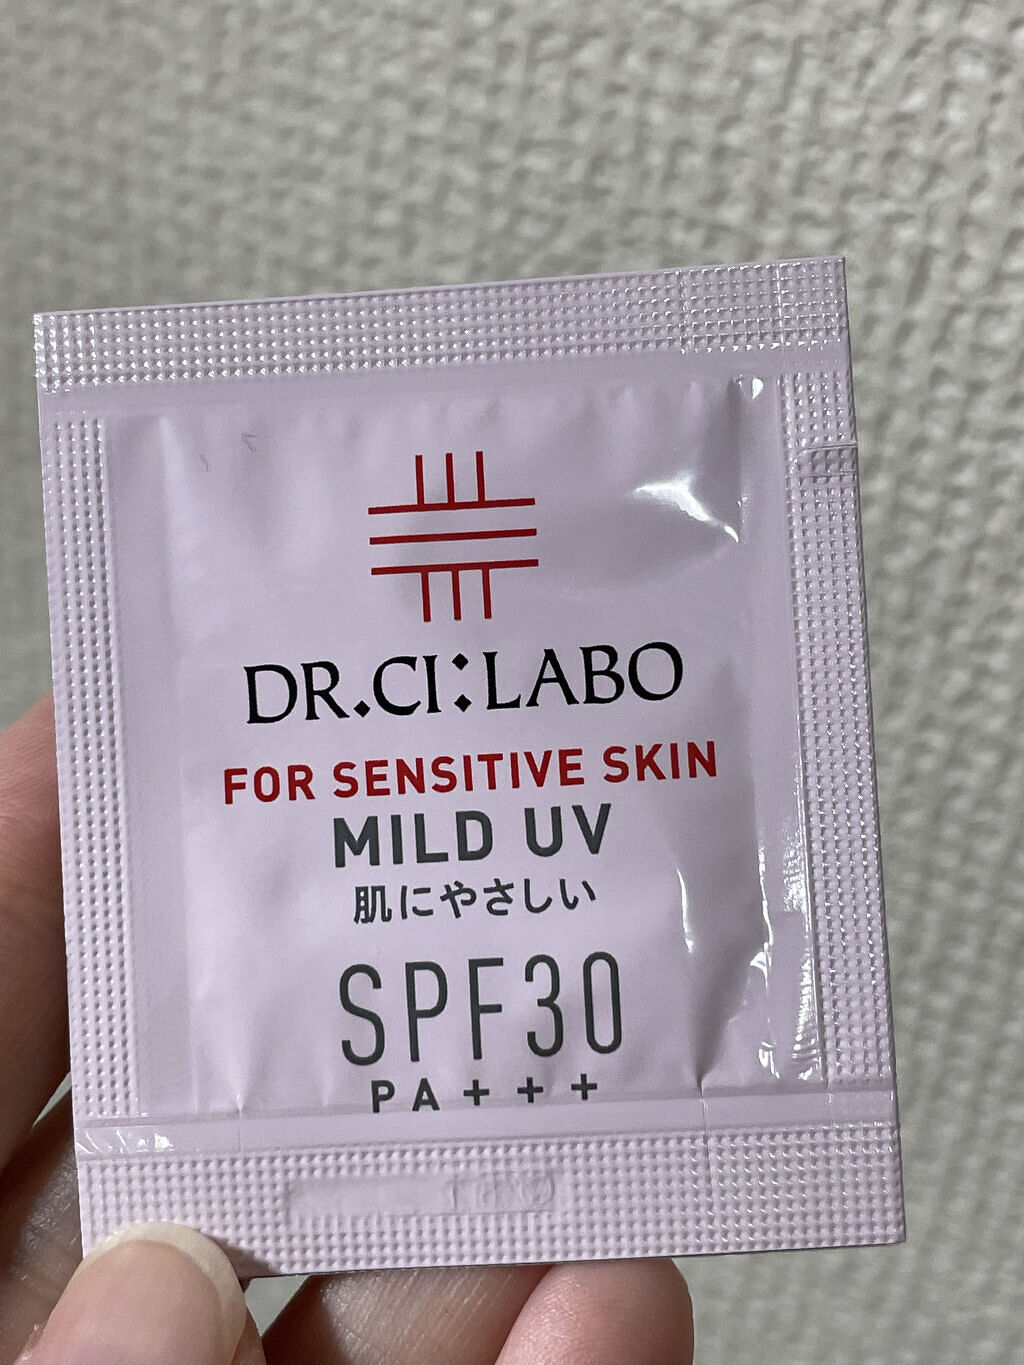 DR.CI:LABO
FOR SENSITIVE SKIN
MILD UV
肌にやさしい
SPF30
PA+++